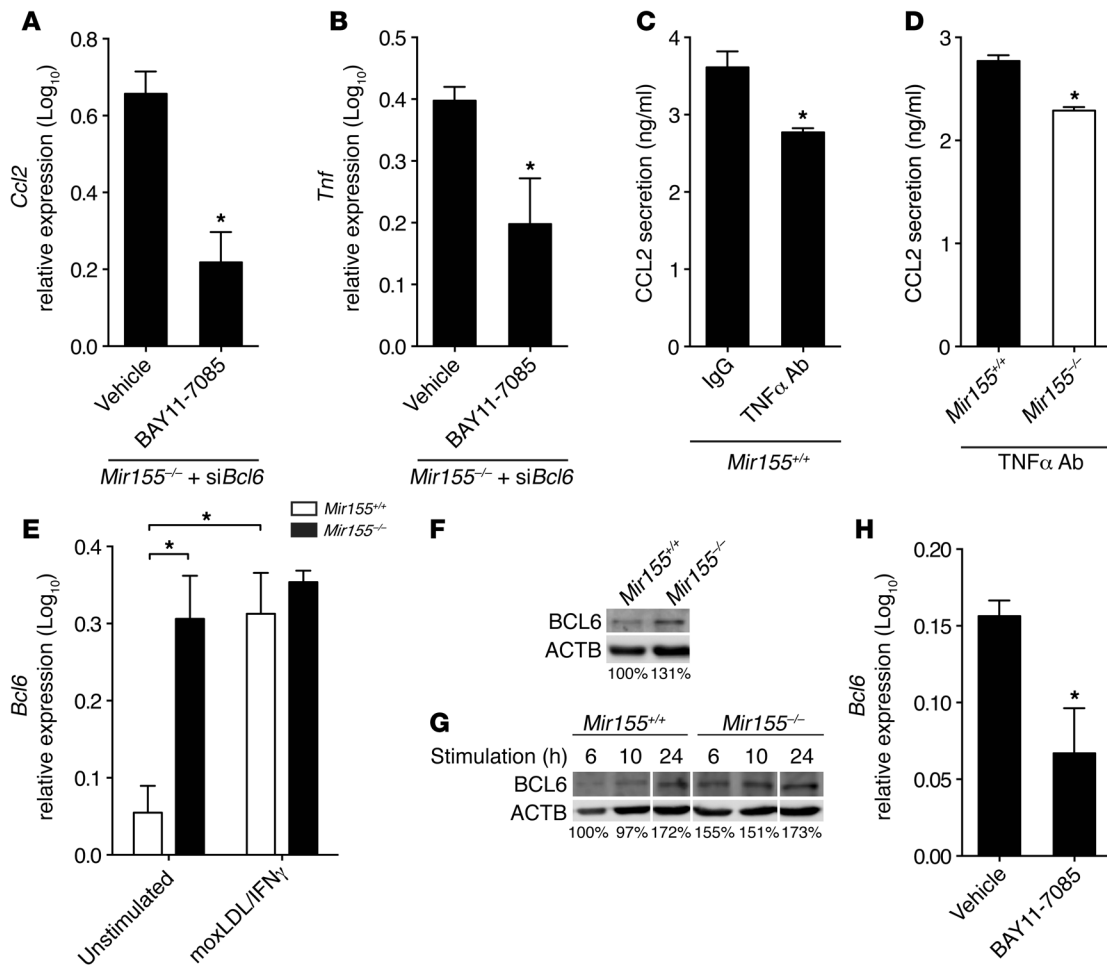 A
Ccl2
relative expression (Log10)
0.8
0.6
0.4
0.2
0.0
Vehicle
BAY11-7085
Mir155–/– + siBcl6
B
Tnf
relative expression (Log10)
0.5
0.4
0.3
0.2
0.1
0.0
*
Vehicle
BAY11-7085
Mir155–/– + siBcl6
C
CCL2 secretion (ng/ml)
4
3
2
1
0
*
IgG
TNFα Ab
Mir155+/+
D
CCL2 secretion (ng/ml)
3
2
1
0
*
Mir155+/+
Mir155–/–
TNFα Ab
E
Bcl6
relative expression (Log10)
0.4
0.3
0.3
0.1
0.0
*
*
Mir155+/+
Mir155–/–
Unstimulated
moxLDL/IFNγ
F
Mir155+/+
Mir155–/–
BCL6
ACTB
100% 131%
G
Mir155+/+ Mir155–/–
Stimulation (h) 6 10 24 6 10 24
BCL6
ACTB
100% 97% 172% 155% 151% 173%
H
Bcl6
relative expression (Log10)
0.20
0.15
0.10
0.05
0.00
*
Vehicle
BAY11-7085